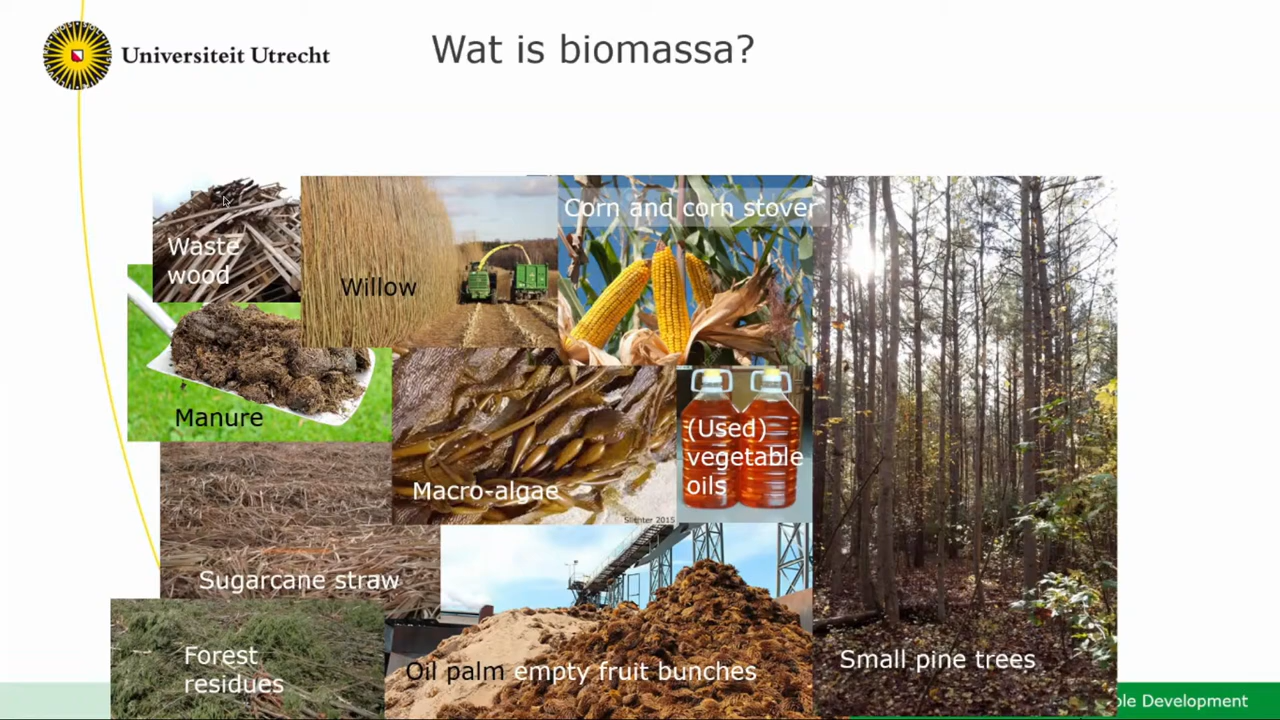 Universiteit Utrecht
Wat is biomassa?
Waste
wood
Willow
Corn and corn stover
Manure
Macro-algae
(Used)
vegetable
oils
Sugarcane straw
Forest
residues
Oil palm empty fruit bunches
Small pine trees
Development